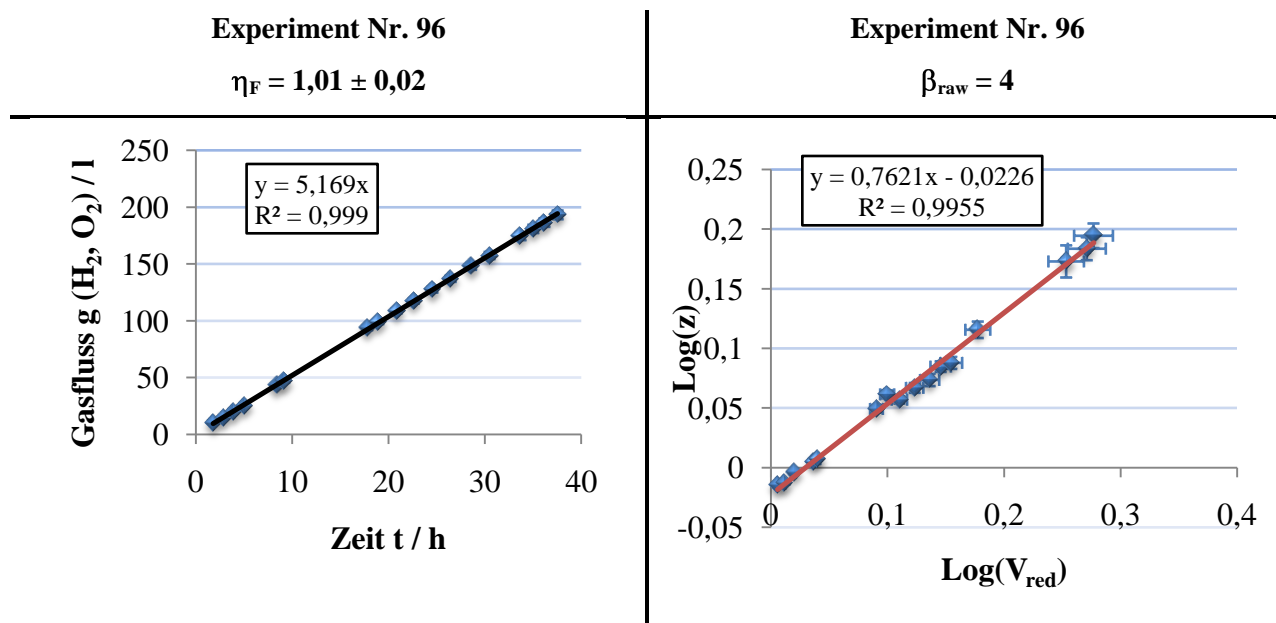 Experiment Nr. 96
η_F = 1,01 ± 0,02
Gasfluss g (H₂, O₂) / l
250
200
150
100
50
0
y = 5,169x
R² = 0,999
0 10 20 30 40
Zeit t / h
Experiment Nr. 96
β_raw = 4
Log(z)
0,25
0,2
0,15
0,1
0,05
0
-0,05
y = 0,7621x - 0,0226
R² = 0,9955
0 0,1 0,2 0,3 0,4
Log(V_red)